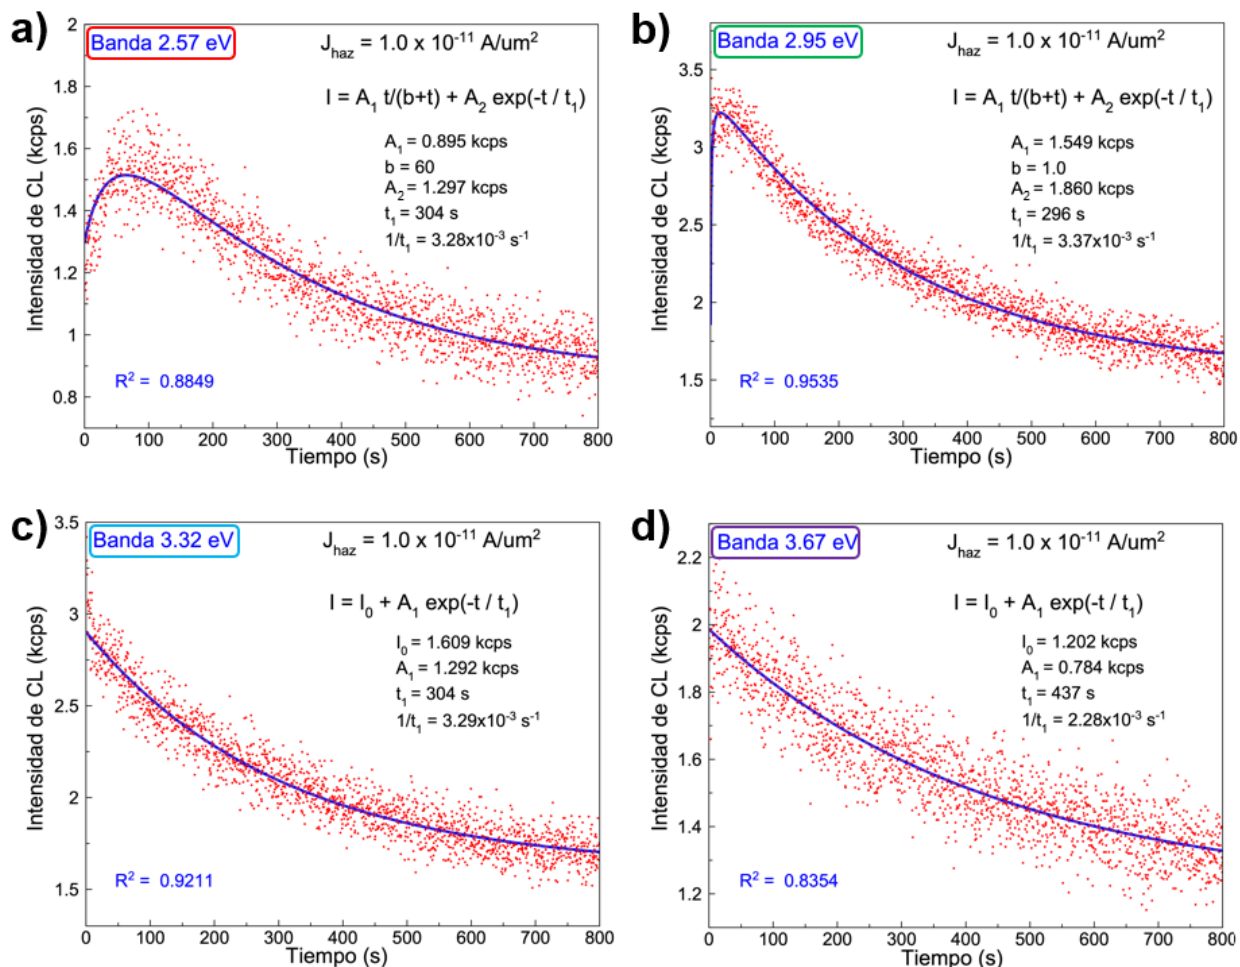 a)
Banda 2.57 eV
J_haz = 1.0 x 10^-11 A/um^2
I = A_1 t/(b+t) + A_2 exp(-t / t_1)
A_1 = 0.895 kcps
b = 60
A_2 = 1.297 kcps
t_1 = 304 s
1/t_1 = 3.28x10^-3 s^-1
R^2 = 0.8849
Intensidad de CL (kcps)
2
1.8
1.6
1.4
1.2
1
0.8
0 100 200 300 400 500 600 700 800
Tiempo (s)
b)
Banda 2.95 eV
J_haz = 1.0 x 10^-11 A/um^2
I = A_1 t/(b+t) + A_2 exp(-t / t_1)
A_1 = 1.549 kcps
b = 1.0
A_2 = 1.860 kcps
t_1 = 296 s
1/t_1 = 3.37x10^-3 s^-1
R^2 = 0.9535
Intensidad de CL (kcps)
3.5
3
2.5
2
1.5
0 100 200 300 400 500 600 700 800
Tiempo (s)
c)
Banda 3.32 eV
J_haz = 1.0 x 10^-11 A/um^2
I = I_0 + A_1 exp(-t / t_1)
I_0 = 1.609 kcps
A_1 = 1.292 kcps
t_1 = 304 s
1/t_1 = 3.29x10^-3 s^-1
R^2 = 0.9211
Intensidad de CL (kcps)
3.5
3
2.5
2
1.5
0 100 200 300 400 500 600 700 800
Tiempo (s)
d)
Banda 3.67 eV
J_haz = 1.0 x 10^-11 A/um^2
I = I_0 + A_1 exp(-t / t_1)
I_0 = 1.202 kcps
A_1 = 0.784 kcps
t_1 = 437 s
1/t_1 = 2.28x10^-3 s^-1
R^2 = 0.8354
Intensidad de CL (kcps)
2.2
2
1.8
1.6
1.4
1.2
0 100 200 300 400 500 600 700 800
Tiempo (s)